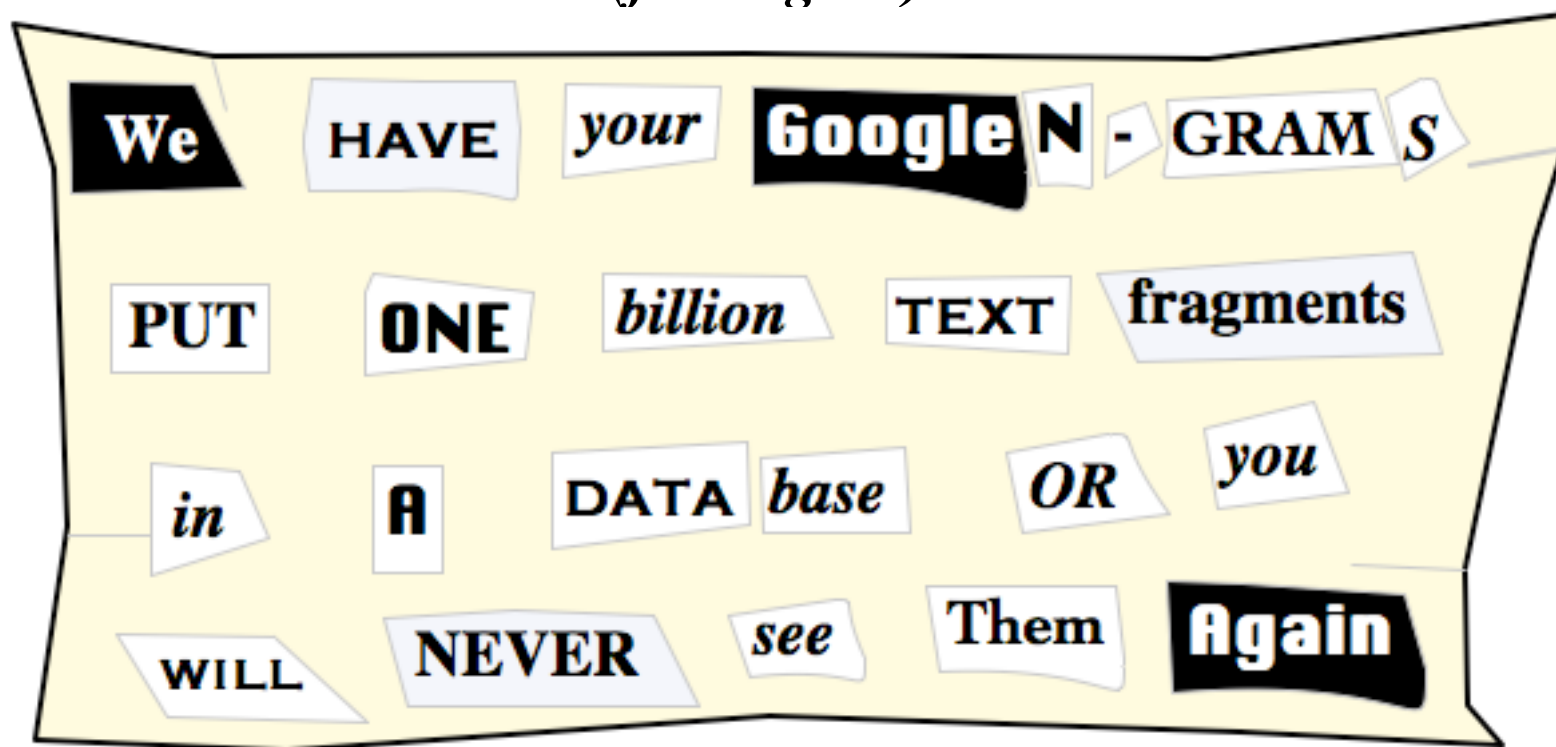 We HAVE your Google N-GRAMS
PUT ONE billion TEXT fragments
in A DATA base OR you
WILL NEVER see Them Again